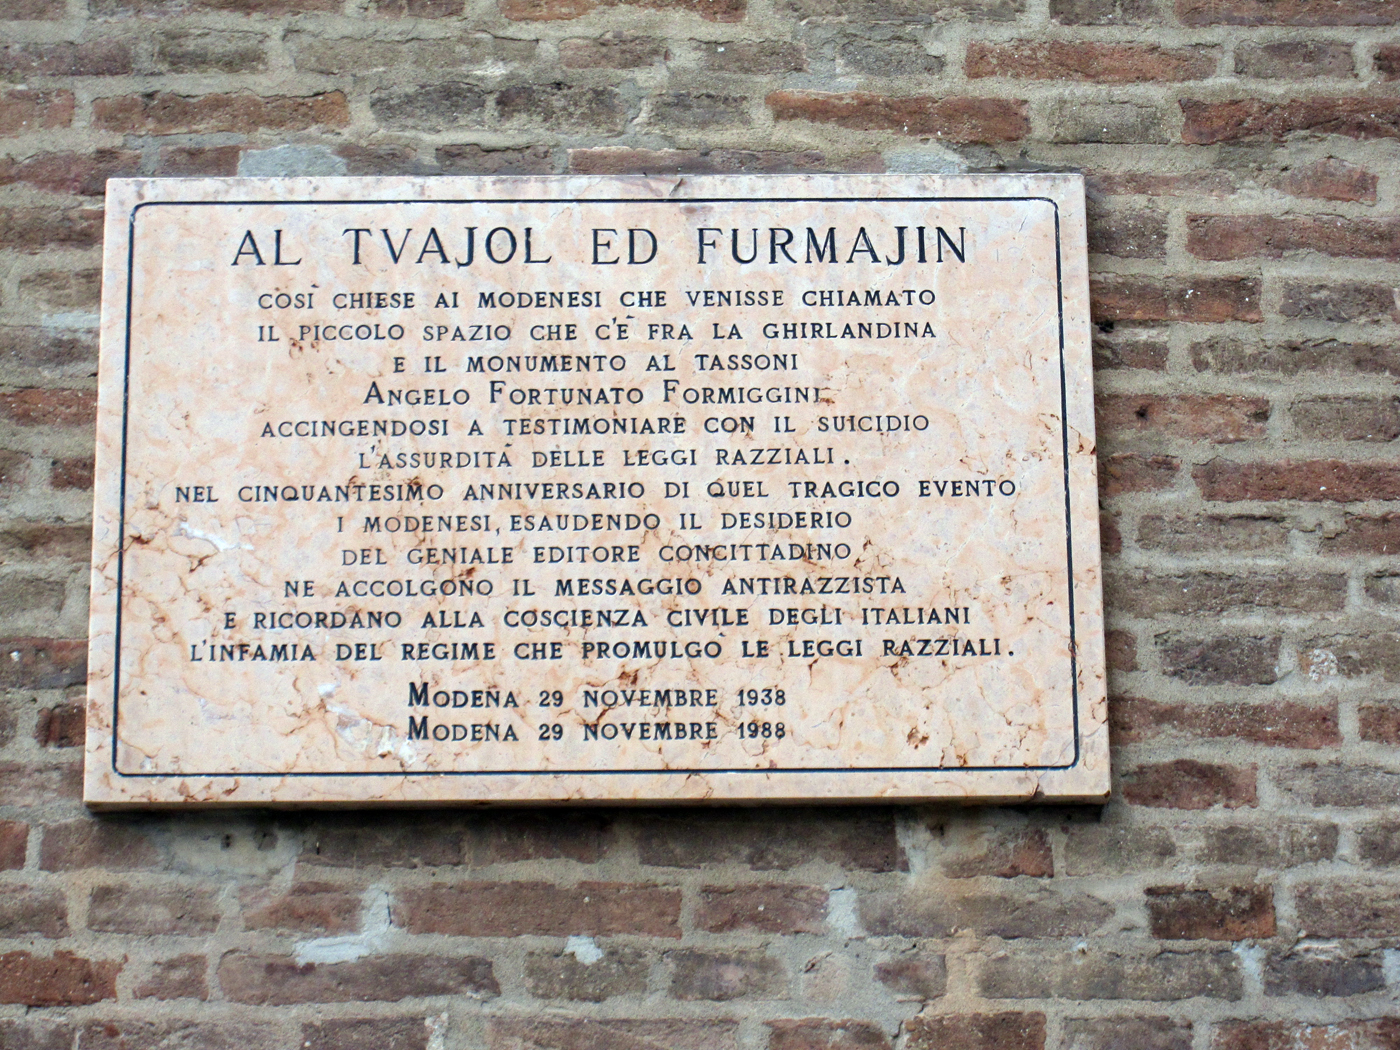 AL TVAJOL ED FURMAJIN
COSÌ CHIESE AI MODENESI CHE VENISSE CHIAMATO
IL PICCOLO SPAZIO CHE C'È FRA LA GHIRLANDINA
E IL MONUMENTO AL TASSONI
ANGELO FORTUNATO FORMIGGINI
ACCINGENDOSI A TESTIMONIARE CON IL SUICIDIO
L'ASSURDITÀ DELLE LEGGI RAZZIALI.
NEL CINQUANTESIMO ANNIVERSARIO DI QUEL TRAGICO EVENTO
I MODENESI, ESAUDENDO IL DESIDERIO
DEL GENIALE EDITORE CONCITTADINO
NE ACCOLGONO IL MESSAGGIO ANTIRAZZISTA
E RICORDANO ALLA COSCIENZA CIVILE DEGLI ITALIANI
L'INFAMIA DEL REGIME CHE PROMULGÒ LE LEGGI RAZZIALI.
MODENA 29 NOVEMBRE 1938
MODENA 29 NOVEMBRE 1988